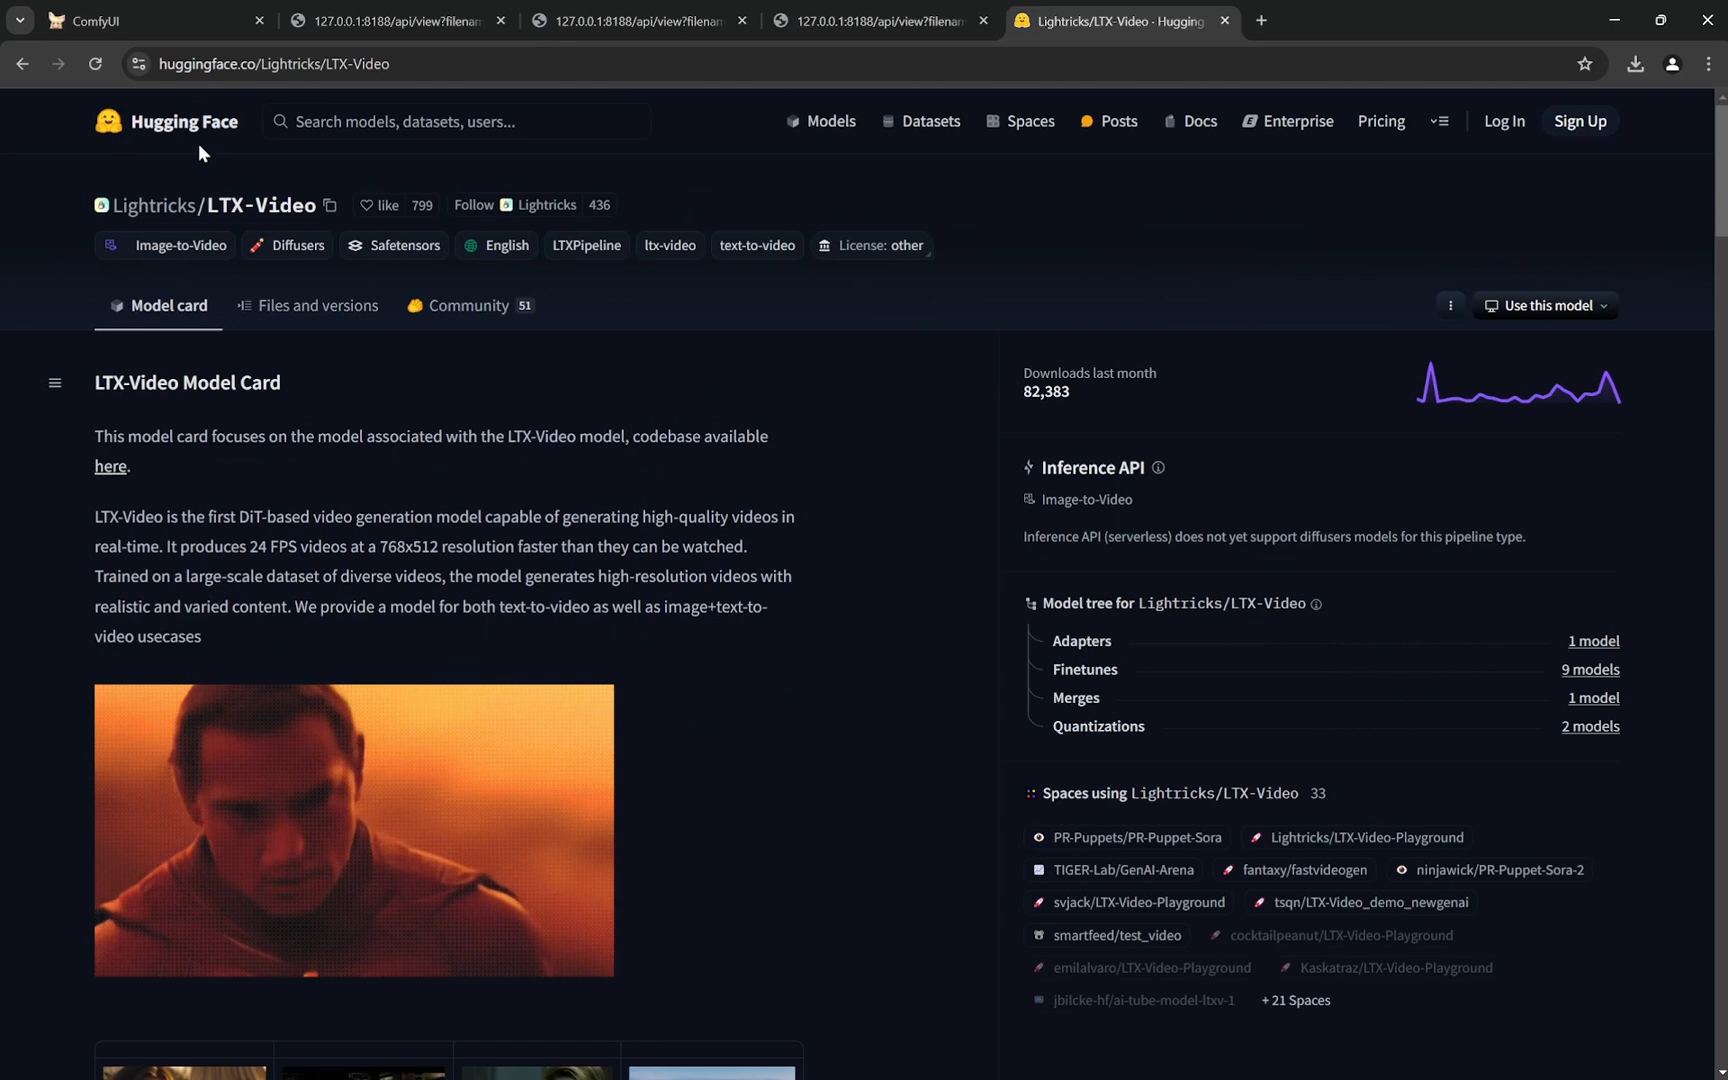 ComfyUI
127.0.0.1:8188/api/view?filenam
127.0.0.1:8188/api/view?filenam
127.0.0.1:8188/api/view?filenam
Lightricks/LTX-Video · Hugging
huggingface.co/Lightricks/LTX-Video
Hugging Face
Search models, datasets, users...
Models
Datasets
Spaces
Posts
Docs
Enterprise
Pricing
Log In
Sign Up
Lightricks/LTX-Video
like 799
Follow Lightricks 436
Image-to-Video
Diffusers
Safetensors
English
LTXPipeline
ltx-video
text-to-video
License: other
Model card
Files and versions
Community 51
Use this model
LTX-Video Model Card
This model card focuses on the model associated with the LTX-Video model, codebase available
here.
LTX-Video is the first DiT-based video generation model capable of generating high-quality videos in
real-time. It produces 24 FPS videos at a 768x512 resolution faster than they can be watched.
Trained on a large-scale dataset of diverse videos, the model generates high-resolution videos with
realistic and varied content. We provide a model for both text-to-video as well as image+text-to-
video usecases
Downloads last month
82,383
Inference API
Image-to-Video
Inference API (serverless) does not yet support diffusers models for this pipeline type.
Model tree for Lightricks/LTX-Video
Adapters 1 model
Finetunes 9 models
Merges 1 model
Quantizations 2 models
Spaces using Lightricks/LTX-Video 33
PR-Puppets/PR-Puppet-Sora
Lightricks/LTX-Video-Playground
TIGER-Lab/GenAI-Arena
fantaxy/fastvideogen
ninjawick/PR-Puppet-Sora-2
svjack/LTX-Video-Playground
tsqn/LTX-Video_demo_newgenai
smartfeed/test_video
cocktailpeanut/LTX-Video-Playground
emilalvaro/LTX-Video-Playground
Kaskatraz/LTX-Video-Playground
jbilcke-hf/ai-tube-model-ltxv-1
+ 21 Spaces